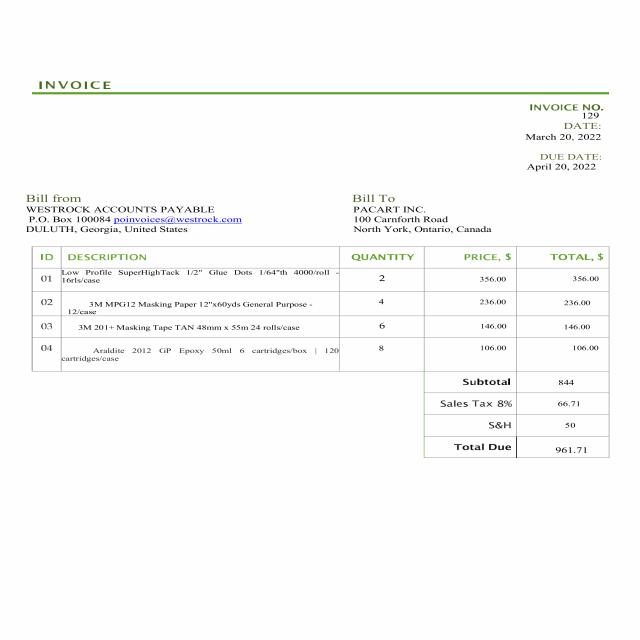 INVOICE
INVOICE NO.
129
DATE:
March 20, 2022
DUE DATE:
April 20, 2022
Bill from
WESTROCK ACCOUNTS PAYABLE
P.O. Box 100084 poinvoices@westrock.com
DULUTH, Georgia, United States
Bill To
PACART INC.
100 Carnforth Road
North York, Ontario, Canada
ID DESCRIPTION QUANTITY PRICE, $ TOTAL, $
01 Low Profile SuperHighTack 1/2" Glue Dots 1/64"th 4000/roll - 2 356.00 356.00
16rls/case
02 3M MPG12 Masking Paper 12"x60yds General Purpose - 4 236.00 236.00
12/case
03 3M 201+ Masking Tape TAN 48mm x 55m 24 rolls/case 6 146.00 146.00
04 Araldite 2012 GP Epoxy 50ml 6 cartridges/box | 120 8 106.00 106.00
cartridges/case
Subtotal 844
Sales Tax 8% 66.71
S&H 50
Total Due 961.71